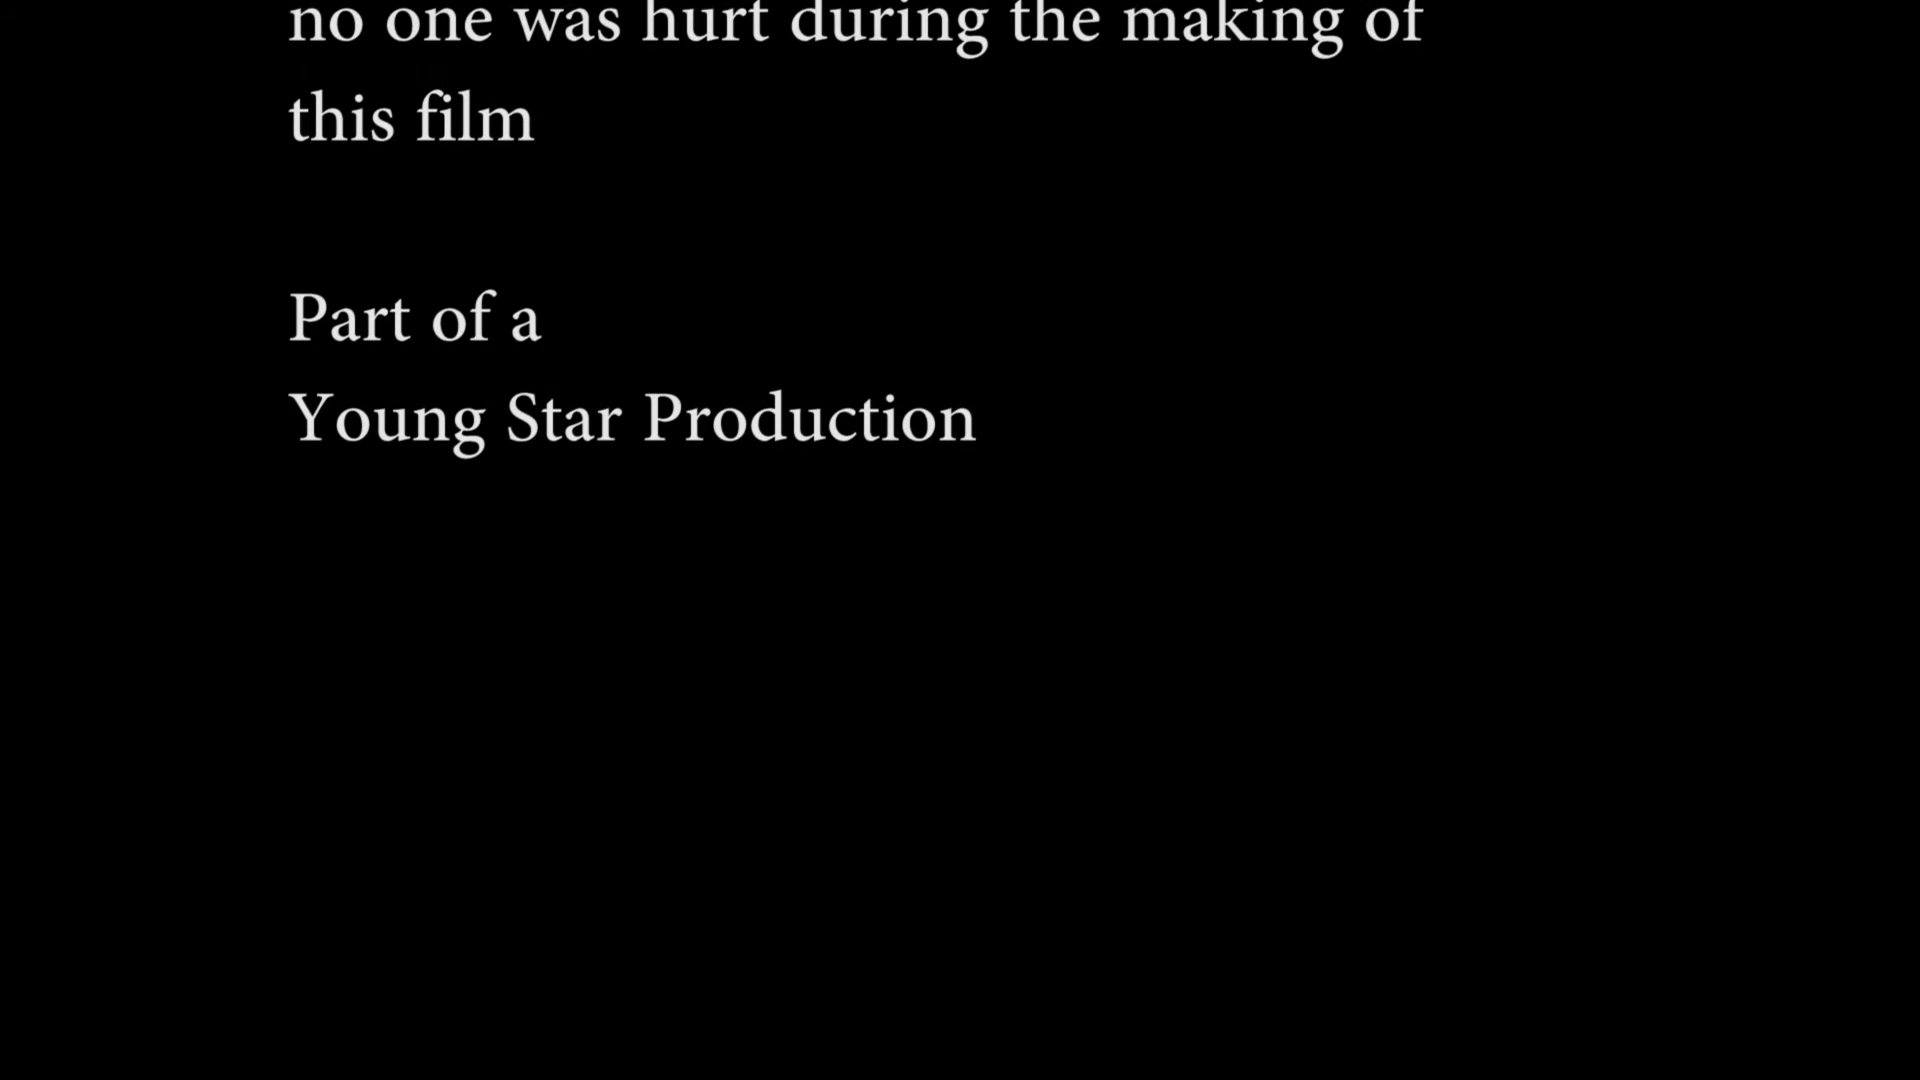 no one was hurt during the making of
this film
Part of a
Young Star Production